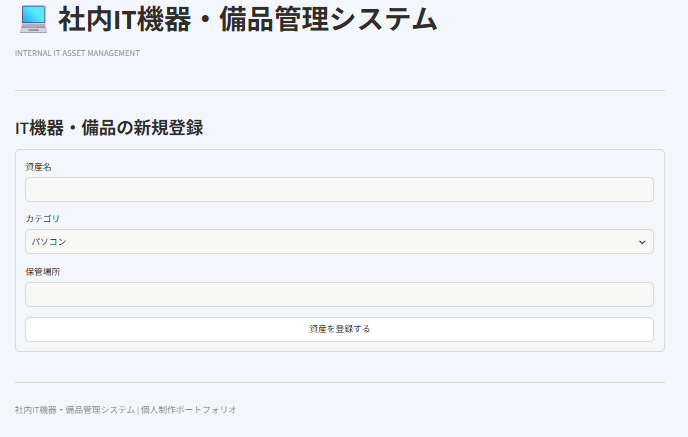 社内IT機器・備品管理システム
INTERNAL IT ASSET MANAGEMENT
IT機器・備品の新規登録
資産名
カテゴリ
パソコン
保管場所
資産を登録する
社内IT機器・備品管理システム | 個人制作ポートフォリオ